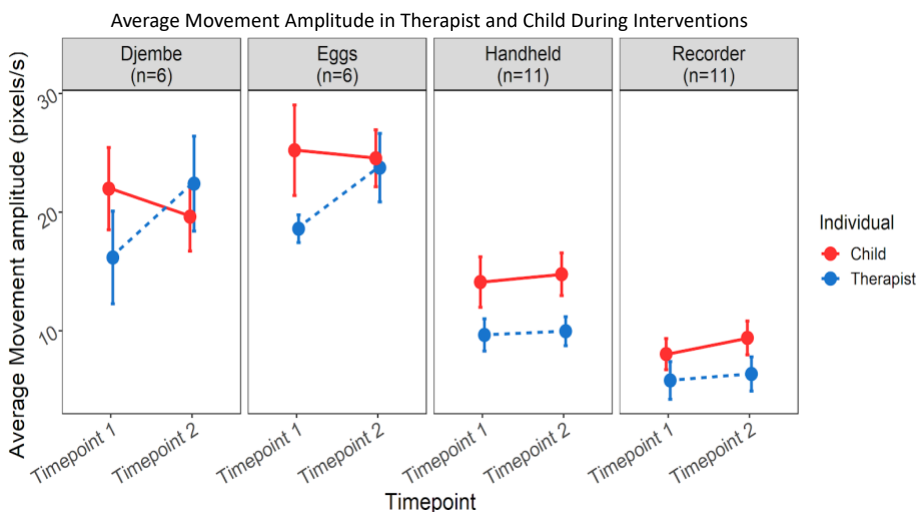 Average Movement Amplitude in Therapist and Child During Interventions
Djembe
(n=6)
Eggs
(n=6)
Handheld
(n=11)
Recorder
(n=11)
Average Movement amplitude (pixels/s)
30
20
10
Individual
Child
Therapist
Timepoint 1
Timepoint 2
Timepoint 1
Timepoint 2
Timepoint 1
Timepoint 2
Timepoint 1
Timepoint 2
Timepoint